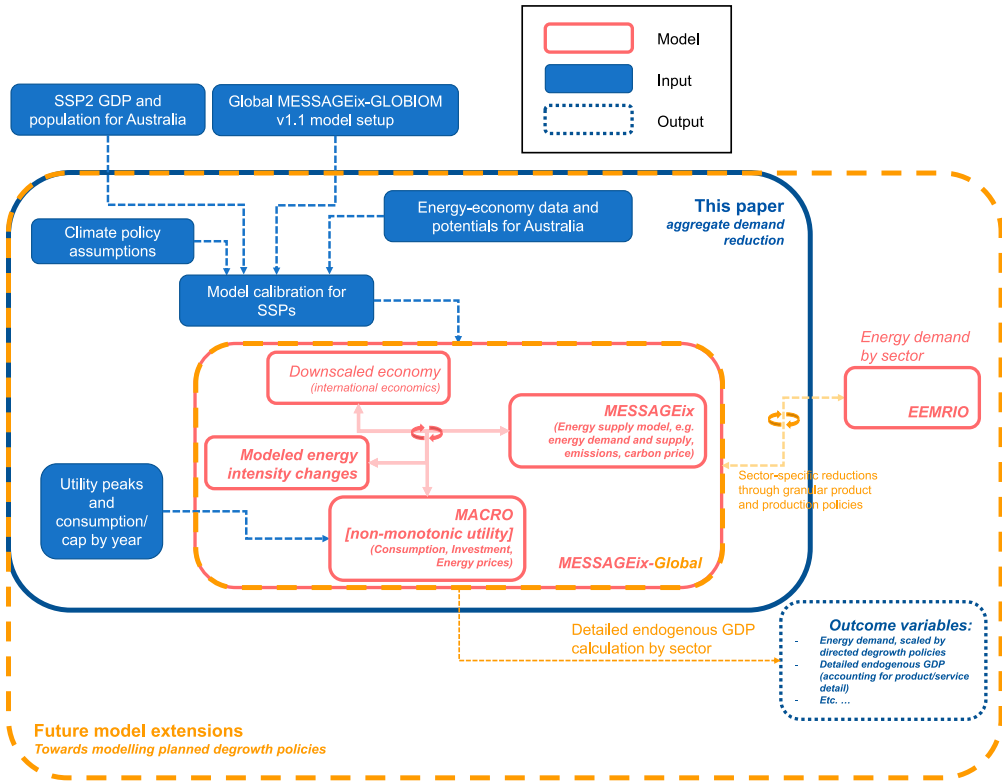 Model
Input
Output
SSP2 GDP and
population for Australia
Global MESSAGEix-GLOBIOM
v1.1 model setup
This paper
aggregate demand
reduction
Energy-economy data and
potentials for Australia
Climate policy
assumptions
Model calibration for
SSPs
Energy demand
by sector
EEMRIO
Downscaled economy
(international economics)
MESSAGEix
(Energy supply model, e.g.
energy demand and supply,
emissions, carbon price)
Modeled energy
intensity changes
Sector-specific reductions
through granular product
and production policies
Utility peaks
and
consumption/
cap by year
MACRO
[non-monotonic utility]
(Consumption, Investment,
Energy prices)
MESSAGEix-Global
Detailed endogenous GDP
calculation by sector
Outcome variables:
- Energy demand, scaled by
directed degrowth policies
- Detailed endogenous GDP
(accounting for product/service
detail)
- Etc. …
Future model extensions
Towards modelling planned degrowth policies